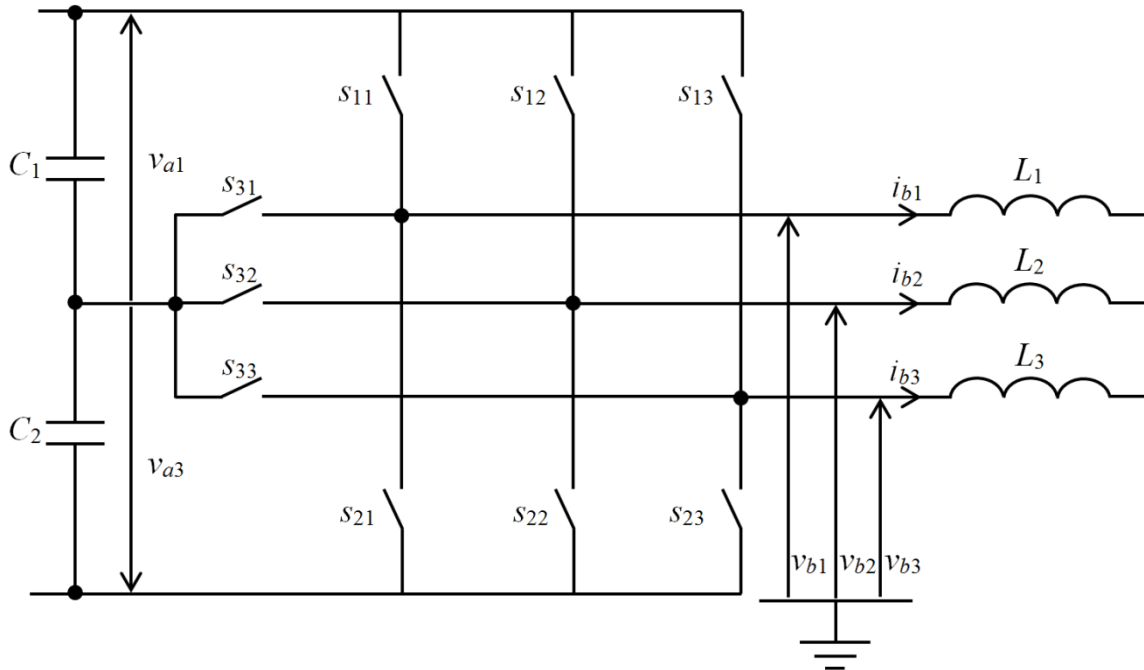 s11
s12
s13
C1
va1
s31
ib1
L1
s32
ib2
L2
s33
ib3
L3
C2
va3
s21
s22
s23
vb1
vb2
vb3